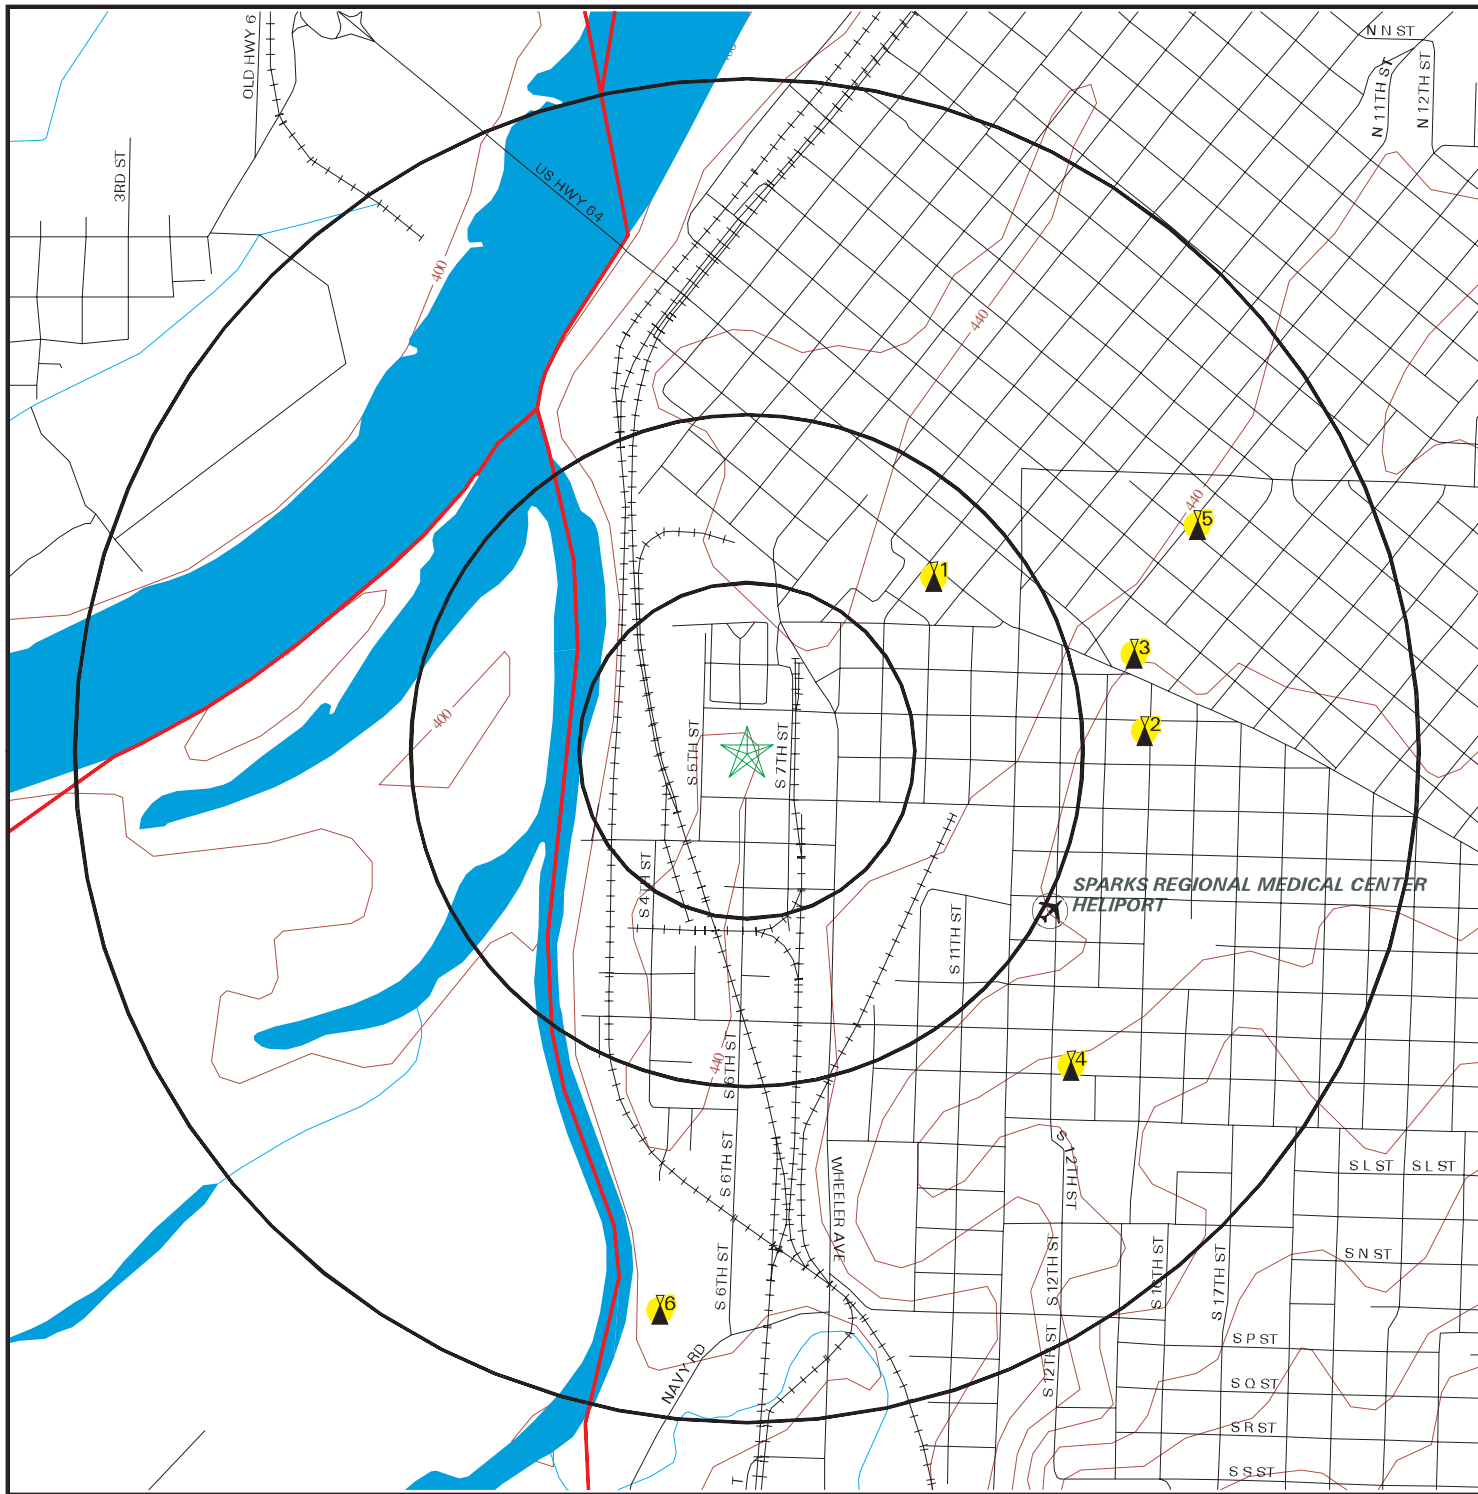 OLD HWY 6
N N ST
N 11TH ST
N 12TH ST
3RD ST
US HWY 64
400
440
440
5
1
3
400
S 5TH ST
S 7TH ST
2
S 4TH ST
SPARKS REGIONAL MEDICAL CENTER
HELIPORT
S 11TH ST
440
S 6TH ST
4
S 6TH ST
WHEELER AVE
S 12TH ST
S L ST
S L ST
S 6TH ST
S 12TH ST
S 16TH ST
S 17TH ST
S N ST
6
NAVY RD
S 12TH ST
S P ST
S Q ST
S R ST
S S ST
T